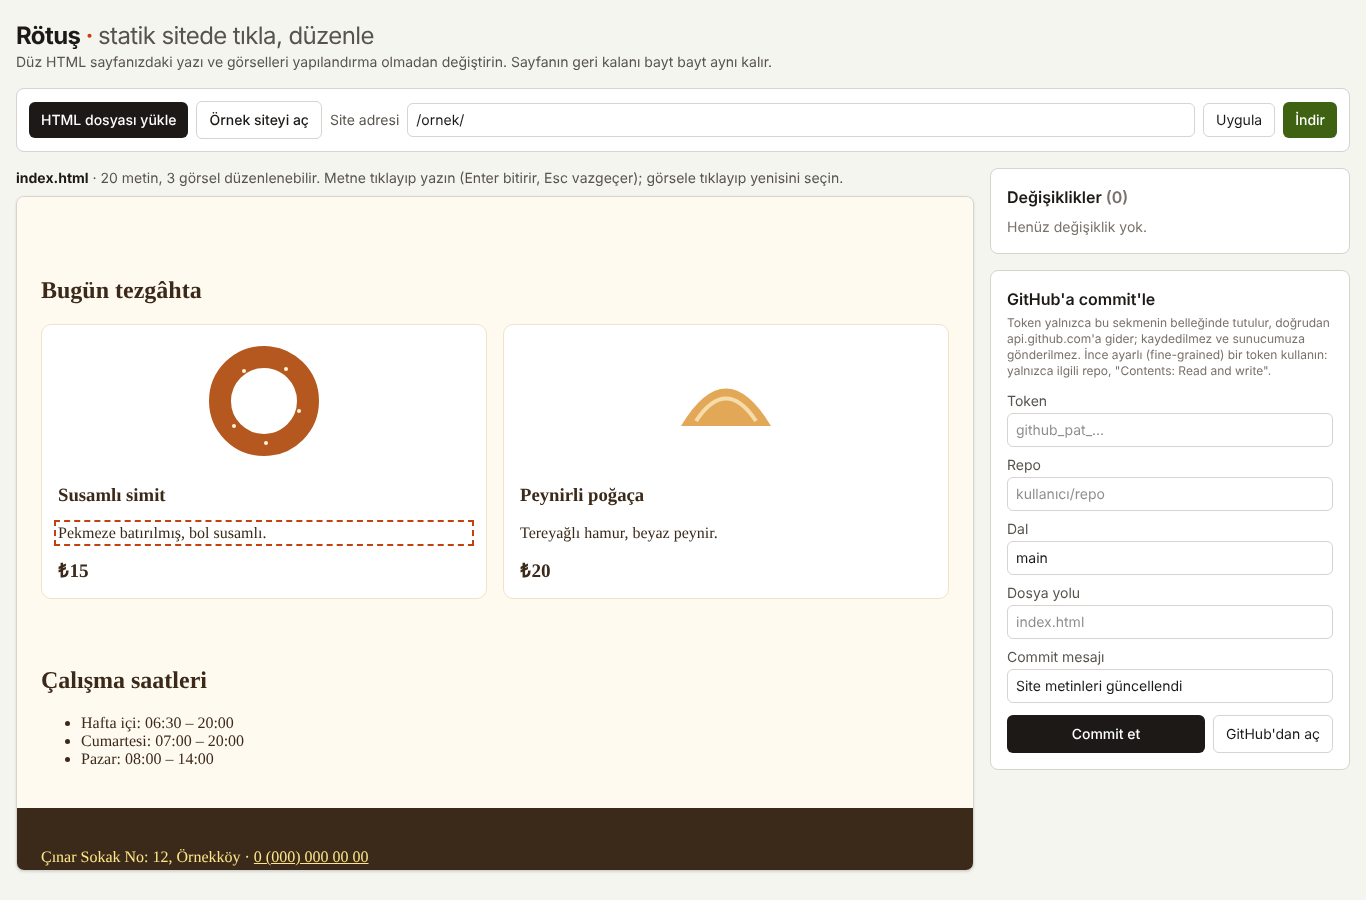 Rötuş · statik sitede tıkla, düzenle
Düz HTML sayfanızdaki yazı ve görselleri yapılandırma olmadan değiştirin. Sayfanın geri kalanı bayt bayt aynı kalır.
HTML dosyası yükle
Örnek siteyi aç
Site adresi
/ornek/
Uygula
İndir
index.html · 20 metin, 3 görsel düzenlenebilir. Metne tıklayıp yazın (Enter bitirir, Esc vazgeçer); görsele tıklayıp yenisini seçin.
Bugün tezgâhta
Susamlı simit
Pekmeze batırılmış, bol susamlı.
₺15
Peynirli poğaça
Tereyağlı hamur, beyaz peynir.
₺20
Çalışma saatleri
Hafta içi: 06:30 – 20:00
Cumartesi: 07:00 – 20:00
Pazar: 08:00 – 14:00
Çınar Sokak No: 12, Örnekköy · 0 (000) 000 00 00
Değişiklikler (0)
Henüz değişiklik yok.
GitHub'a commit'le
Token yalnızca bu sekmenin belleğinde tutulur, doğrudan
api.github.com'a gider; kaydedilmez ve sunucumuza
gönderilmez. İnce ayarlı (fine-grained) bir token kullanın:
yalnızca ilgili repo, "Contents: Read and write".
Token
github_pat_...
Repo
kullanıcı/repo
Dal
main
Dosya yolu
index.html
Commit mesajı
Site metinleri güncellendi
Commit et
GitHub'dan aç